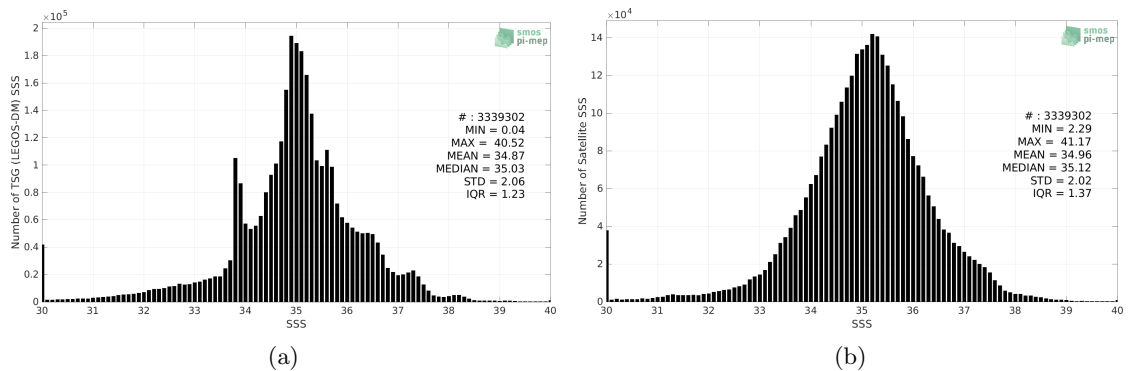 ×10⁵
2
1.8
1.6
1.4
1.2
1
0.8
0.6
0.4
0.2
0
Number of TSG (LEGOS-DM) SSS
smos
pi-mep
# : 3339302
MIN = 0.04
MAX = 40.52
MEAN = 34.87
MEDIAN = 35.03
STD = 2.06
IQR = 1.23
30 31 32 33 34 35 36 37 38 39 40
SSS
(a)
×10⁴
14
12
10
8
6
4
2
0
Number of Satellite SSS
smos
pi-mep
# : 3339302
MIN = 2.29
MAX = 41.17
MEAN = 34.96
MEDIAN = 35.12
STD = 2.02
IQR = 1.37
30 31 32 33 34 35 36 37 38 39 40
SSS
(b)